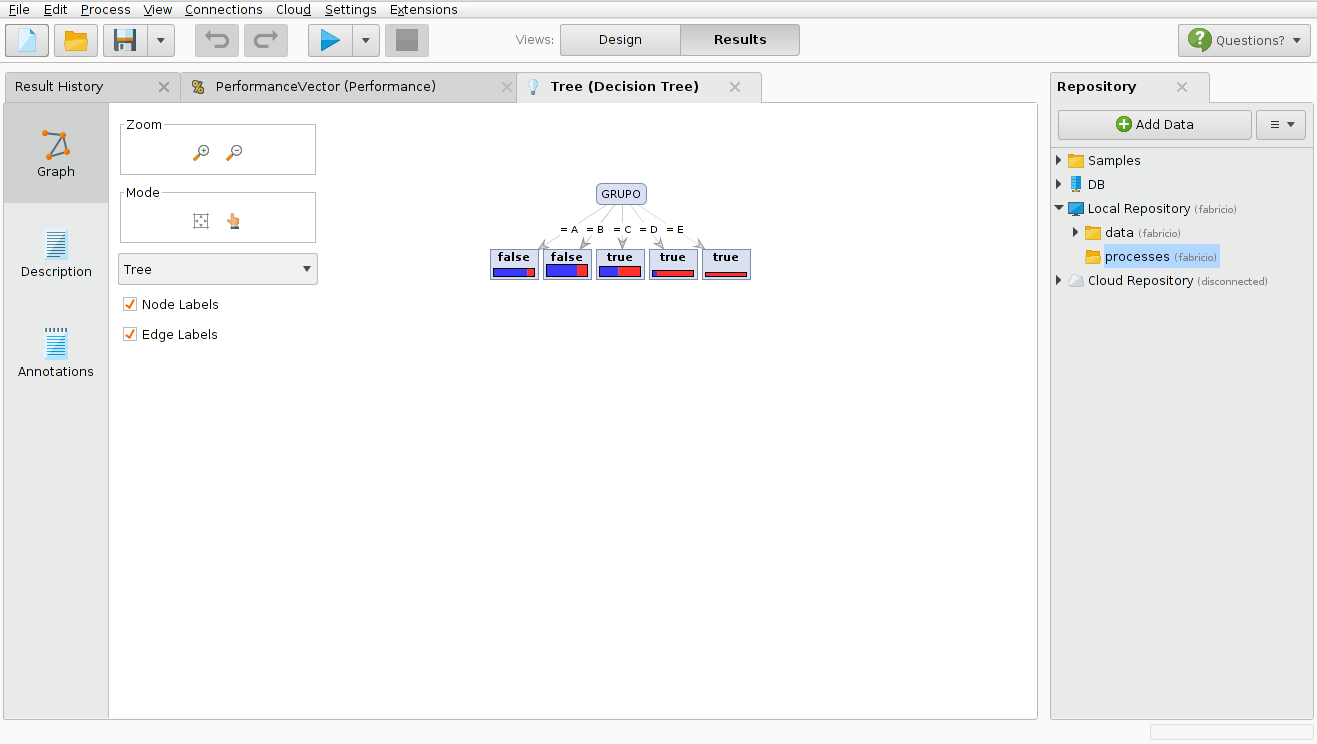 File Edit Process View Connections Cloud Settings Extensions
Views: Design Results ? Questions?
Result History PerformanceVector (Performance) Tree (Decision Tree) Repository
Add Data
Graph
Description
Annotations
Zoom
Mode
Tree
Node Labels
Edge Labels
GRUPO
= A = B = C = D = E
false false true true true
Samples
DB
Local Repository (fabricio)
data (fabricio)
processes (fabricio)
Cloud Repository (disconnected)